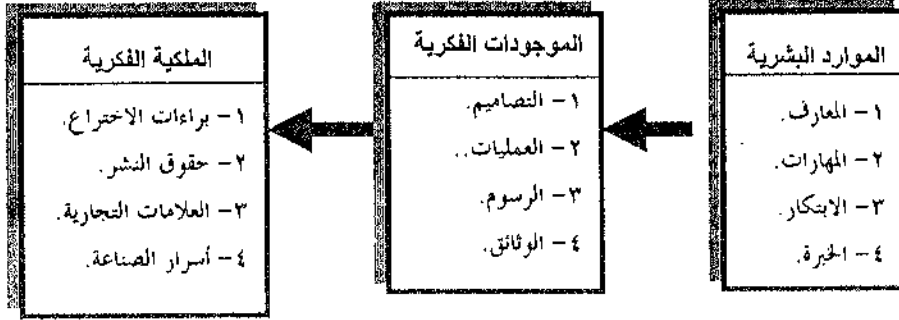 الموارد البشرية
١ – المعارف.
٢ – المهارات.
٣ – الابتكار.
٤ – الخبرة.
الموجودات الفكرية
١ – التصاميم.
٢ – العمليات..
٣ – الرسوم.
٤ – الوثائق.
الملكية الفكرية
١ – براءات الاختراع.
٢ – حقوق النشر.
٣ – العلامات التجارية.
٤ – أسرار الصناعة.